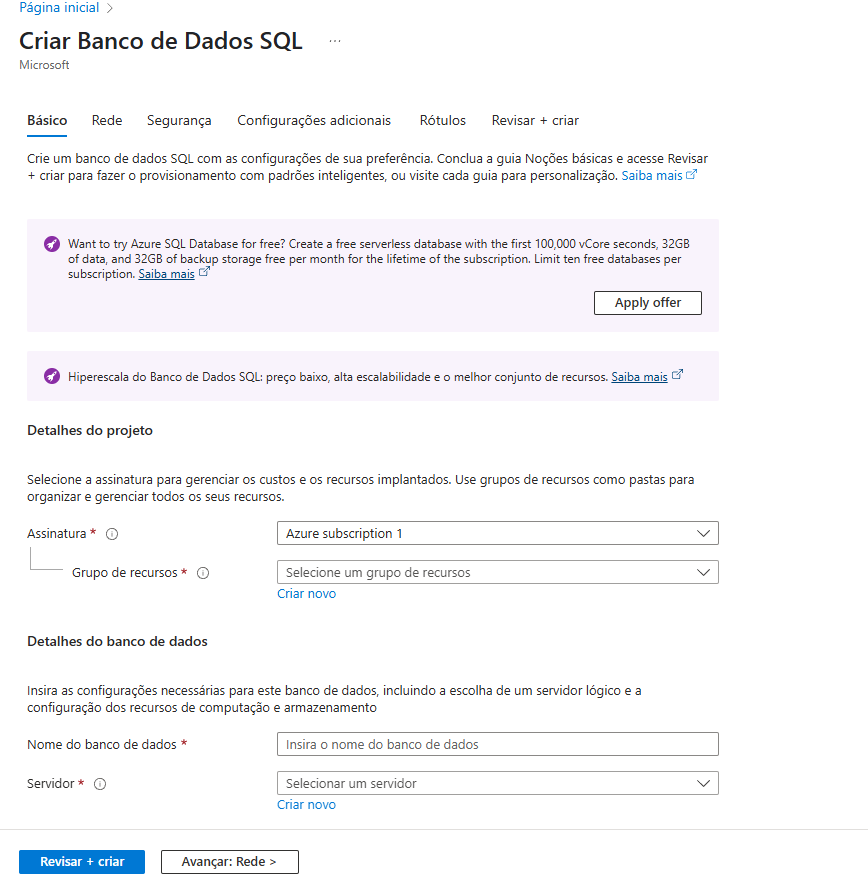 Página inicial >
Criar Banco de Dados SQL ...
Microsoft
Básico Rede Segurança Configurações adicionais Rótulos Revisar + criar
Crie um banco de dados SQL com as configurações de sua preferência. Conclua a guia Noções básicas e acesse Revisar
+ criar para fazer o provisionamento com padrões inteligentes, ou visite cada guia para personalização. Saiba mais
Want to try Azure SQL Database for free? Create a free serverless database with the first 100,000 vCore seconds, 32GB
of data, and 32GB of backup storage free per month for the lifetime of the subscription. Limit ten free databases per
subscription. Saiba mais
Apply offer
Hiperescala do Banco de Dados SQL: preço baixo, alta escalabilidade e o melhor conjunto de recursos. Saiba mais
Detalhes do projeto
Selecione a assinatura para gerenciar os custos e os recursos implantados. Use grupos de recursos como pastas para
organizar e gerenciar todos os seus recursos.
Assinatura * Azure subscription 1
Grupo de recursos * Selecione um grupo de recursos
Criar novo
Detalhes do banco de dados
Insira as configurações necessárias para este banco de dados, incluindo a escolha de um servidor lógico e a
configuração dos recursos de computação e armazenamento
Nome do banco de dados * Insira o nome do banco de dados
Servidor * Selecionar um servidor
Criar novo
Revisar + criar Avançar: Rede >